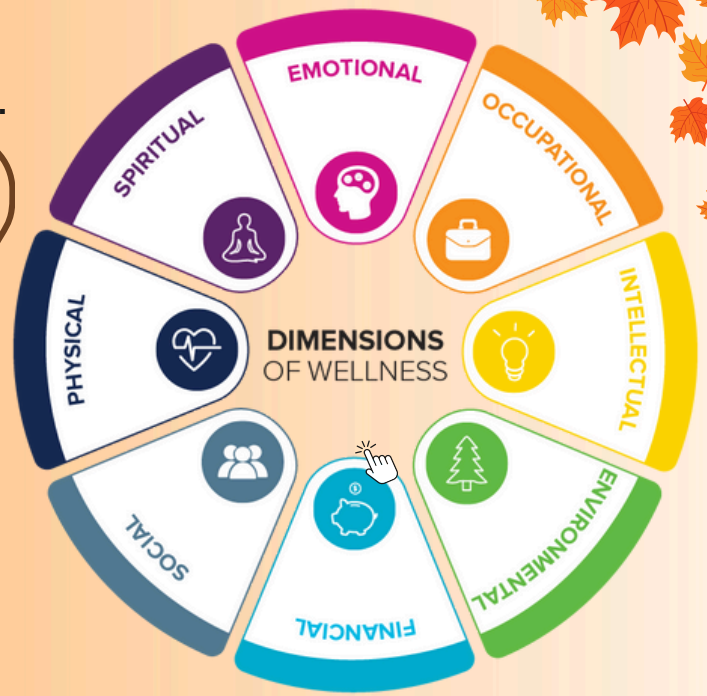 EMOTIONAL
OCCUPATIONAL
INTELLECTUAL
ENVIRONMENTAL
FINANCIAL
$
SOCIAL
PHYSICAL
SPIRITUAL
DIMENSIONS
OF WELLNESS